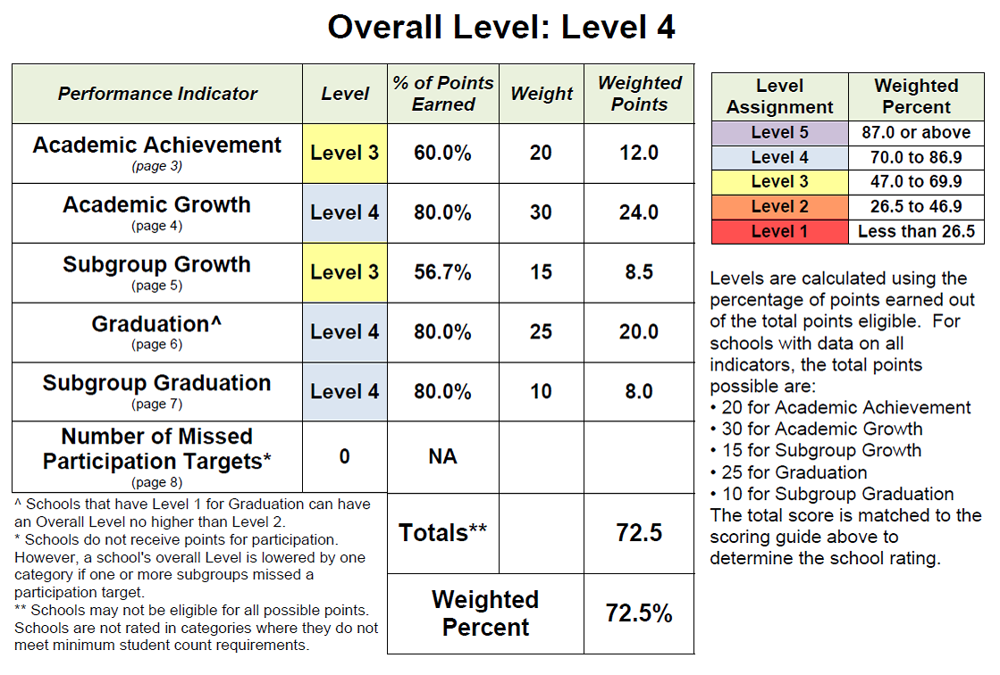 Overall Level: Level 4
Performance Indicator Level % of Points Earned Weight Weighted Points
Academic Achievement (page 3) Level 3 60.0% 20 12.0
Academic Growth (page 4) Level 4 80.0% 30 24.0
Subgroup Growth (page 5) Level 3 56.7% 15 8.5
Graduation^ (page 6) Level 4 80.0% 25 20.0
Subgroup Graduation (page 7) Level 4 80.0% 10 8.0
Number of Missed Participation Targets* (page 8) 0 NA
Totals** 72.5
Weighted Percent 72.5%
^ Schools that have Level 1 for Graduation can have
an Overall Level no higher than Level 2.
* Schools do not receive points for participation.
However, a school's overall Level is lowered by one
category if one or more subgroups missed a
participation target.
** Schools may not be eligible for all possible points.
Schools are not rated in categories where they do not
meet minimum student count requirements.
Level Assignment Weighted Percent
Level 5 87.0 or above
Level 4 70.0 to 86.9
Level 3 47.0 to 69.9
Level 2 26.5 to 46.9
Level 1 Less than 26.5
Levels are calculated using the
percentage of points earned out
of the total points eligible. For
schools with data on all
indicators, the total points
possible are:
• 20 for Academic Achievement
• 30 for Academic Growth
• 15 for Subgroup Growth
• 25 for Graduation
• 10 for Subgroup Graduation
The total score is matched to the
scoring guide above to
determine the school rating.